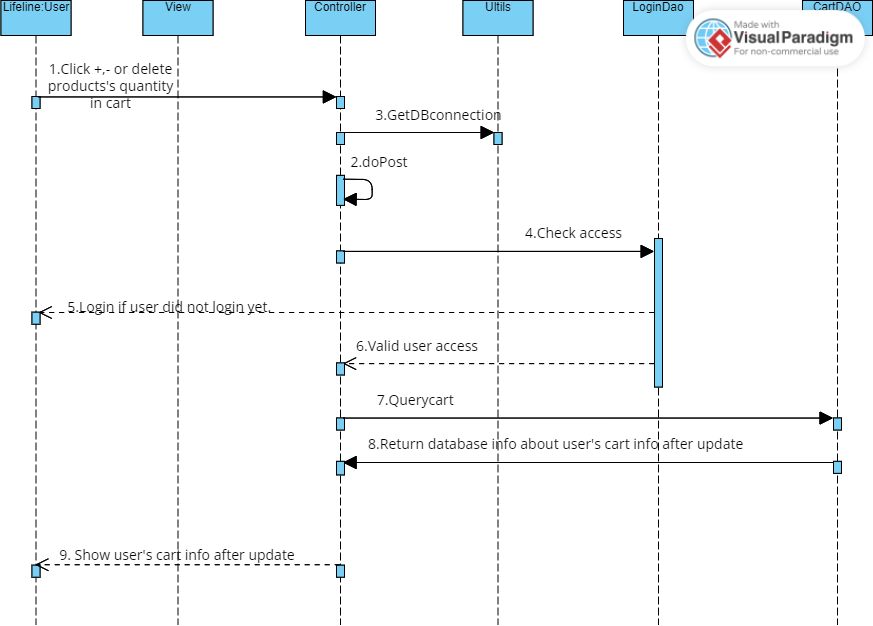 Lifeline:User
View
Controller
UItils
LoginDao
CartDAO
Made with
VisualParadigm
For non-commercial use
1.Click +,- or delete
products's quantity
in cart
3.GetDBconnection
2.doPost
4.Check access
5.Login if user did not login yet.
6.Valid user access
7.Querycart
8.Return database info about user's cart info after update
9. Show user's cart info after update